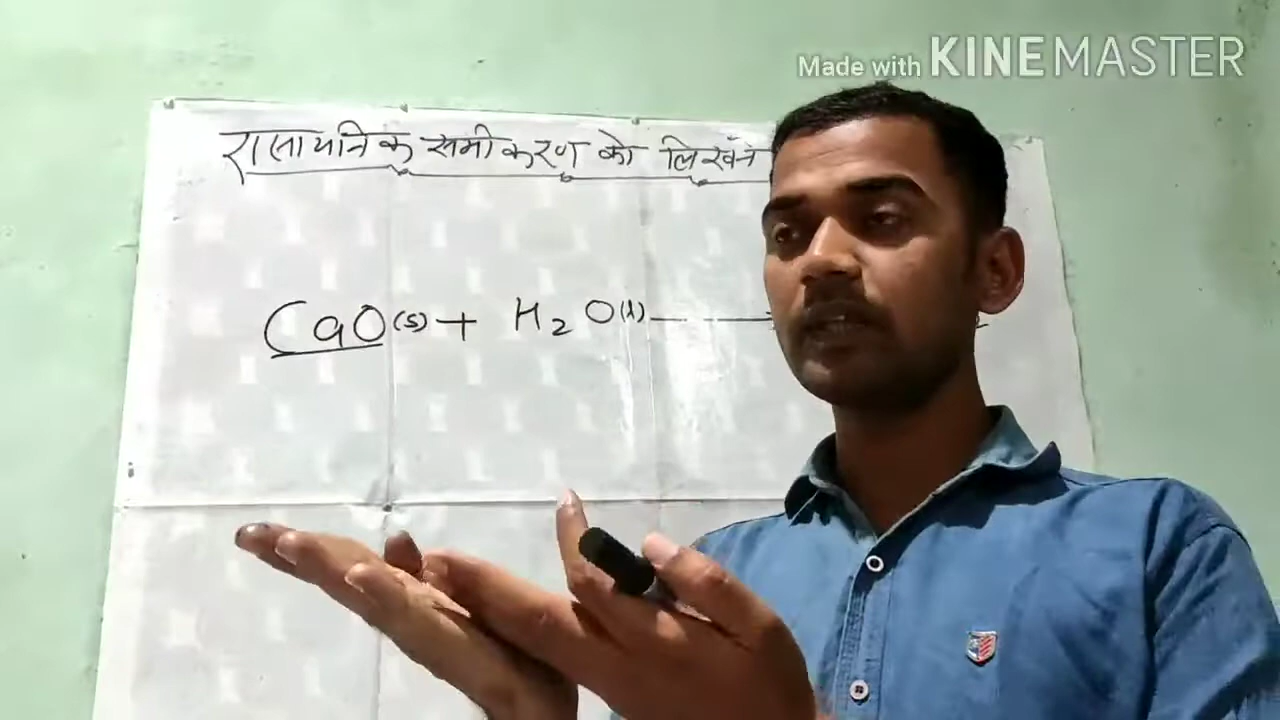 Made with KINEMASTER
रासायनिक समीकरण को लिखने
CaO(s) + H₂O(l) →